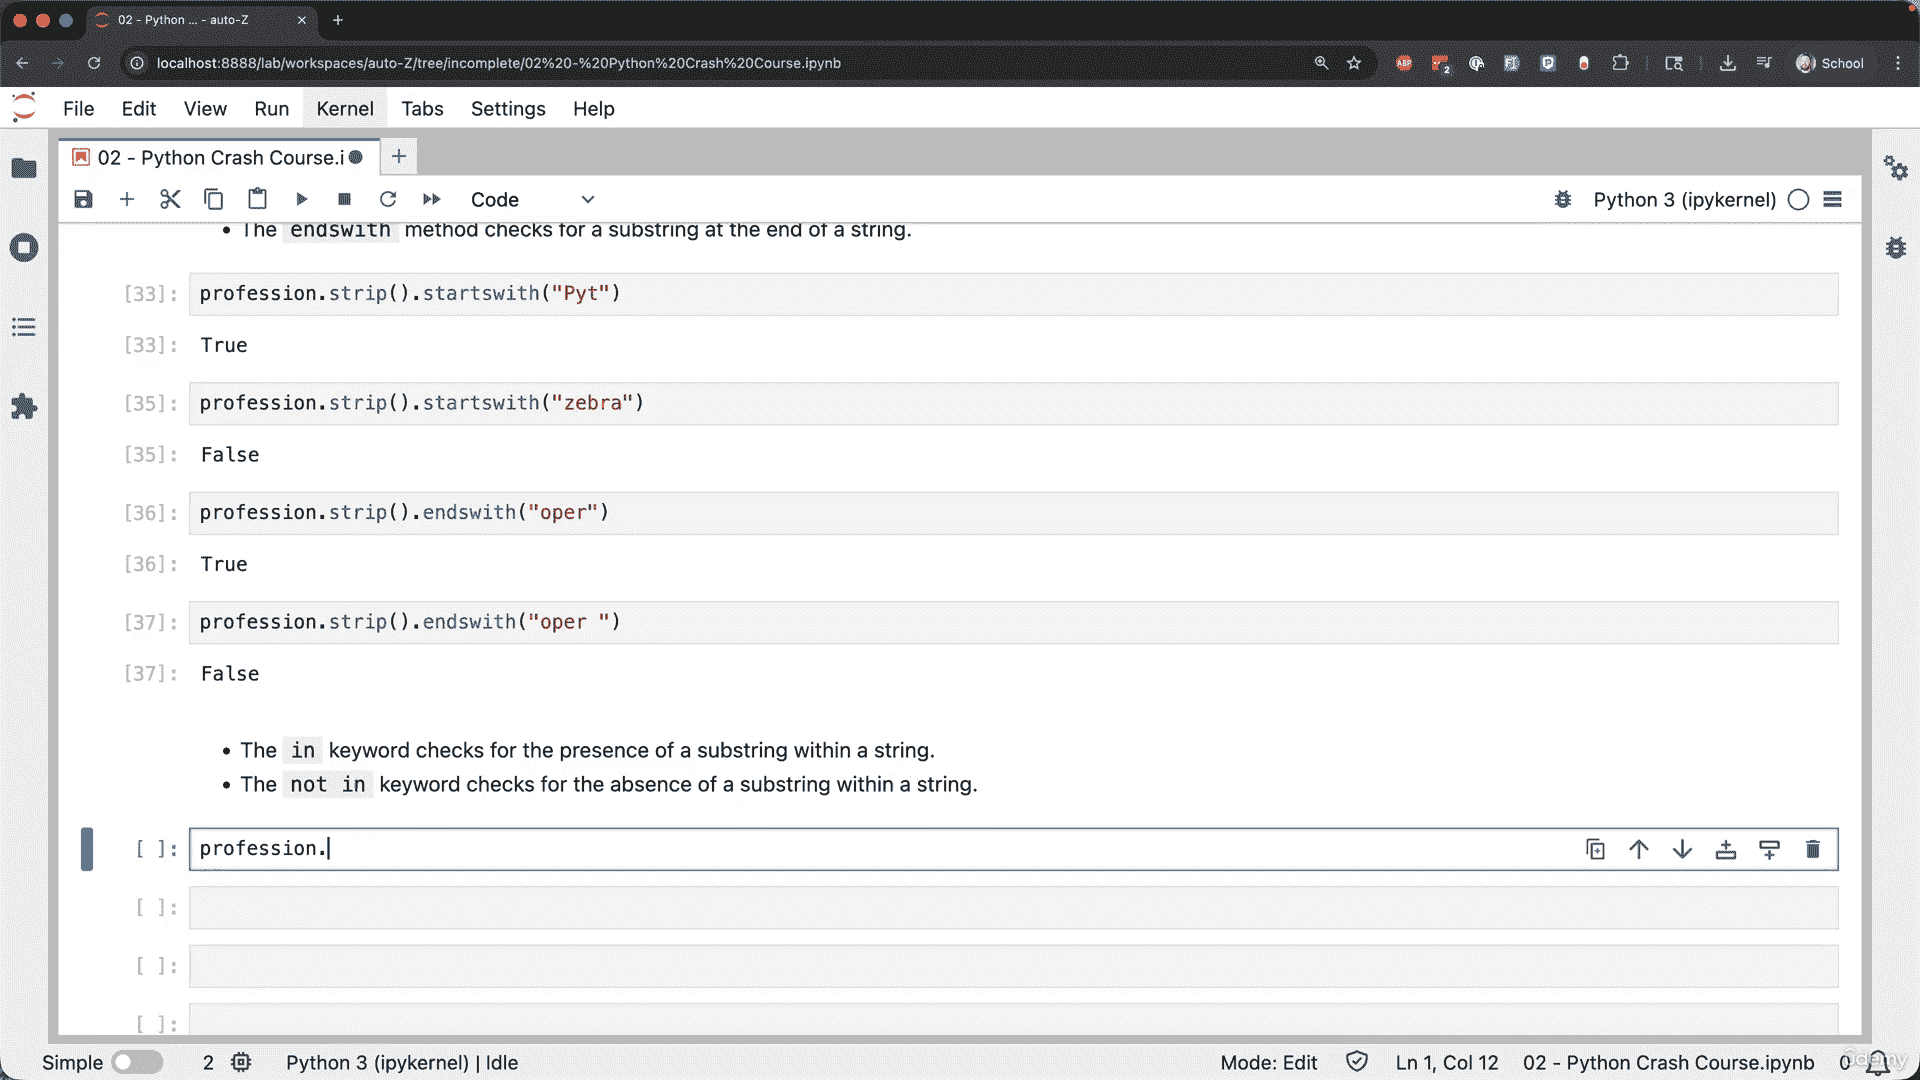 02 - Python ... - auto-Z
localhost:8888/lab/workspaces/auto-Z/tree/incomplete/02%20-%20Python%20Crash%20Course.ipynb
ABP
2
School
File Edit View Run Kernel Tabs Settings Help
02 - Python Crash Course.i
Code
Python 3 (ipykernel)
The endswith method checks for a substring at the end of a string.
[33]: profession.strip().startswith("Pyt")
[33]: True
[35]: profession.strip().startswith("zebra")
[35]: False
[36]: profession.strip().endswith("oper")
[36]: True
[37]: profession.strip().endswith("oper ")
[37]: False
• The in keyword checks for the presence of a substring within a string.
• The not in keyword checks for the absence of a substring within a string.
[ ]: profession.
[ ]:
[ ]:
[ ]:
Simple 2 Python 3 (ipykernel) | Idle Mode: Edit Ln 1, Col 12 02 - Python Crash Course.ipynb 0
Udemy